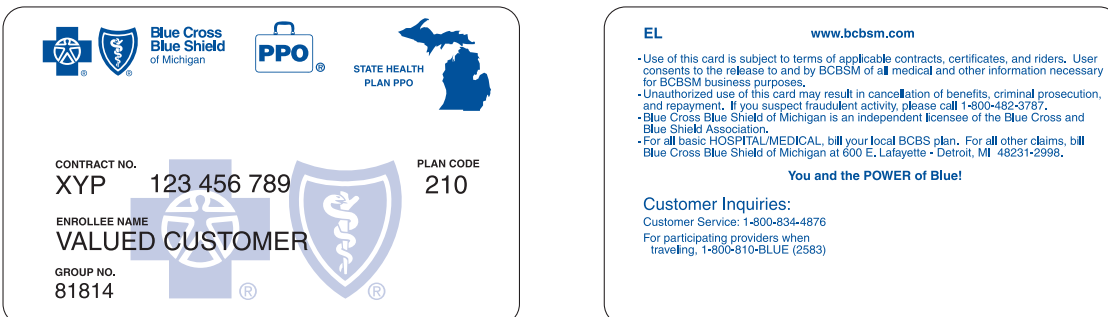 Blue Cross
Blue Shield
of Michigan
PPO
STATE HEALTH
PLAN PPO
CONTRACT NO.
XYP 123 456 789
PLAN CODE
210
ENROLLEE NAME
VALUED CUSTOMER
GROUP NO.
81814
EL
www.bcbsm.com
- Use of this card is subject to terms of applicable contracts, certificates, and riders. User
consents to the release to and by BCBSM of all medical and other information necessary
for BCBSM business purposes.
- Unauthorized use of this card may result in cancellation of benefits, criminal prosecution,
and repayment. If you suspect fraudulent activity, please call 1-800-482-3787.
- Blue Cross Blue Shield of Michigan is an independent licensee of the Blue Cross and
Blue Shield Association.
- For all basic HOSPITAL/MEDICAL, bill your local BCBS plan. For all other claims, bill
Blue Cross Blue Shield of Michigan at 600 E. Lafayette - Detroit, MI 48231-2998.
You and the POWER of Blue!
Customer Inquiries:
Customer Service: 1-800-834-4876
For participating providers when
traveling, 1-800-810-BLUE (2583)